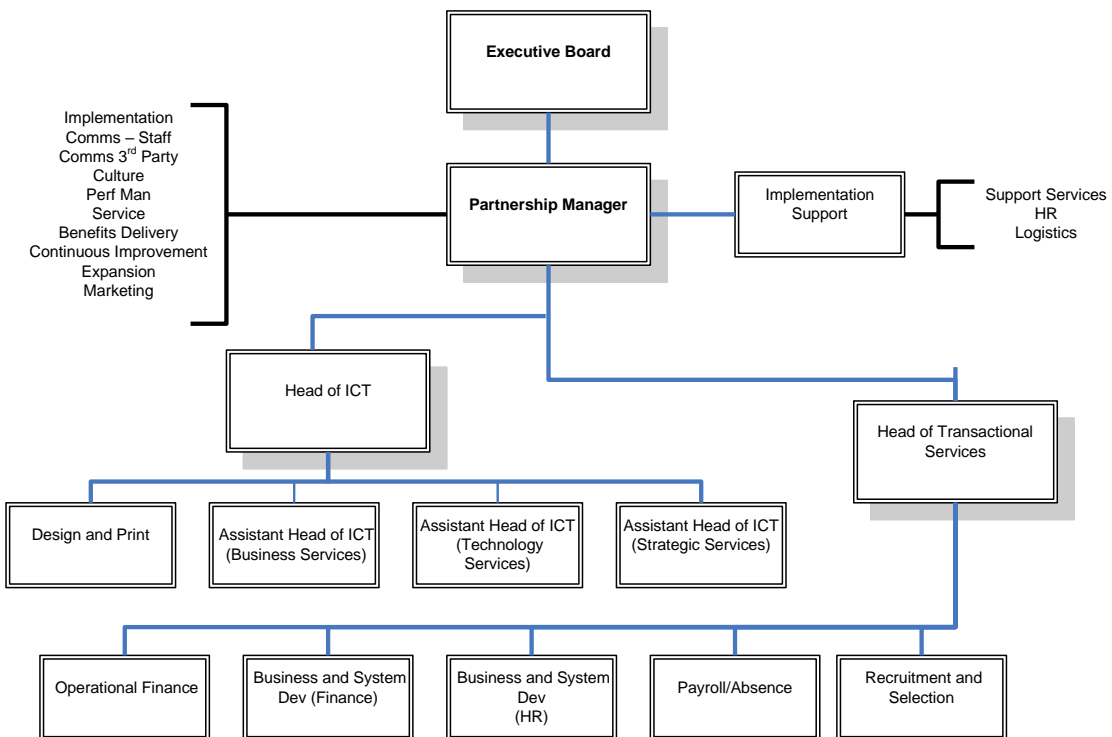 Executive Board
Implementation
Comms – Staff
Comms 3rd Party
Culture
Perf Man
Service
Benefits Delivery
Continuous Improvement
Expansion
Marketing
Partnership Manager
Implementation
Support
Support Services
HR
Logistics
Head of ICT
Head of Transactional
Services
Design and Print
Assistant Head of ICT
(Business Services)
Assistant Head of ICT
(Technology
Services)
Assistant Head of ICT
(Strategic Services)
Operational Finance
Business and System
Dev (Finance)
Business and System
Dev
(HR)
Payroll/Absence
Recruitment and
Selection